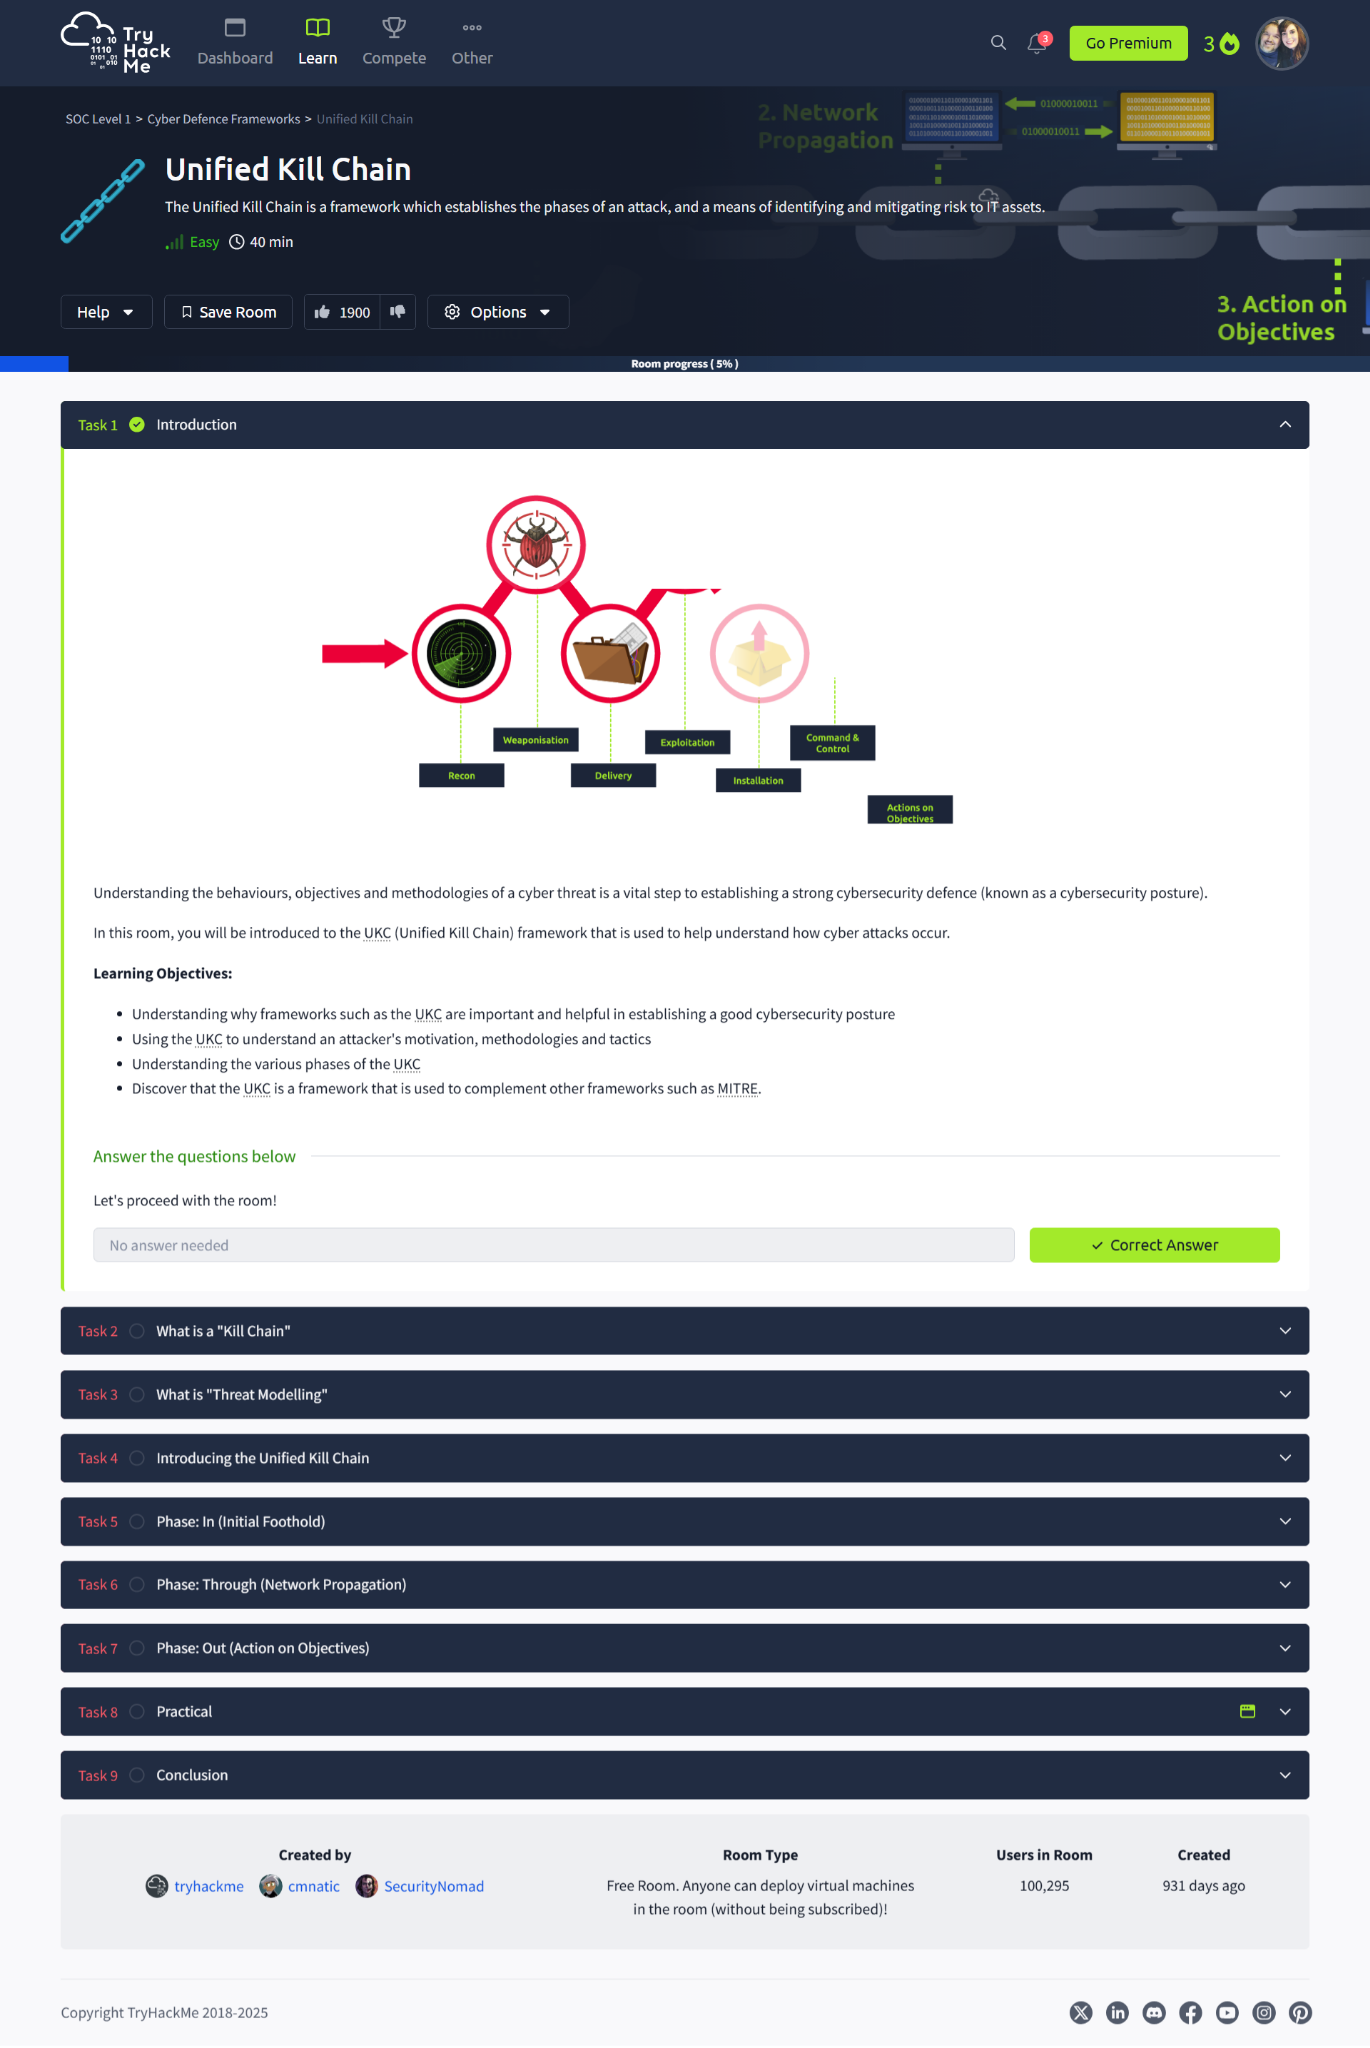 Try
Hack
Me
10 10
1110
0101 01
01 010
Dashboard
Learn
Compete
Other
3
Go Premium
3
SOC Level 1 > Cyber Defence Frameworks > Unified Kill Chain
2. Network
Propagation
01000010011
01000010011
Unified Kill Chain
The Unified Kill Chain is a framework which establishes the phases of an attack, and a means of identifying and mitigating risk to IT assets.
Easy
40 min
Help
Save Room
1900
Options
3. Action on
Objectives
Room progress ( 5% )
Task 1
Introduction
Weaponisation
Exploitation
Command &
Control
Recon
Delivery
Installation
Actions on
Objectives
Understanding the behaviours, objectives and methodologies of a cyber threat is a vital step to establishing a strong cybersecurity defence (known as a cybersecurity posture).
In this room, you will be introduced to the UKC (Unified Kill Chain) framework that is used to help understand how cyber attacks occur.
Learning Objectives:
• Understanding why frameworks such as the UKC are important and helpful in establishing a good cybersecurity posture
• Using the UKC to understand an attacker's motivation, methodologies and tactics
• Understanding the various phases of the UKC
• Discover that the UKC is a framework that is used to complement other frameworks such as MITRE.
Answer the questions below
Let's proceed with the room!
No answer needed
Correct Answer
Task 2
What is a "Kill Chain"
Task 3
What is "Threat Modelling"
Task 4
Introducing the Unified Kill Chain
Task 5
Phase: In (Initial Foothold)
Task 6
Phase: Through (Network Propagation)
Task 7
Phase: Out (Action on Objectives)
Task 8
Practical
Task 9
Conclusion
Created by
tryhackme
cmnatic
SecurityNomad
Room Type
Free Room. Anyone can deploy virtual machines
in the room (without being subscribed)!
Users in Room
100,295
Created
931 days ago
Copyright TryHackMe 2018-2025